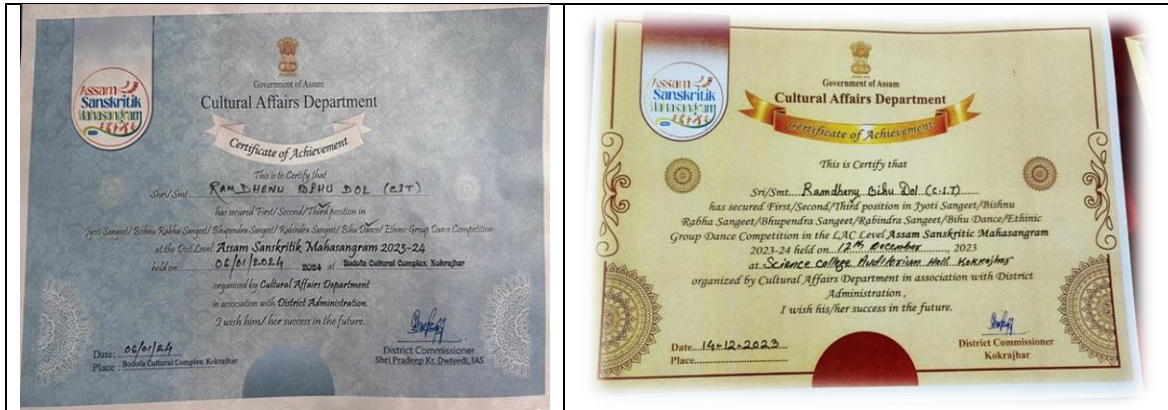 Assam
Sanskritik
Mahasangram
Government of Assam
Cultural Affairs Department
Certificate of Achievement
This is to Certify that
Shri/Smt. RAMDHENU BIHU DOL (CIT)
has secured First/Second/Third position in
Jyoti Sangeet/ Bishnu Rabha Sangeet/ Bhupendra Sangeet/ Rabindra Sangeet/ Bihu Dance/ Ethinic Group Dance Competition
at the Dist Level Assam Sanskritik Mahasangram 2023-24
held on 06/01/2024 2024 at Bodofa Cultural Complex, Kokrajhar
organised by Cultural Affairs Department
in association with District Administration.
I wish him/ her success in the future.
Date: 06/01/24
Place : Bodofa Cultural Complex, Kokrajhar
District Commissioner
Shri Pradeep Kr. Dwivedi, IAS
Assam
Sanskritik
Mahasangram
Government of Assam
Cultural Affairs Department
Certificate of Achievement
This is Certify that
Sri/Smt.... Ramdhenu Bihu Dol (C.I.T)
has secured First/Second/Third position in Jyoti Sangeet/Bishnu
Rabha Sangeet/Bhupendra Sangeet/Rabindra Sangeet/Bihu Dance/Ethinic
Group Dance Competition in the LAC Level Assam Sanskritic Mahasangram
2023-24 held on 12th December, 2023
at Science college Auditorium Hall Kokrajhar
organized by Cultural Affairs Department in association with District
Administration ,
I wish his/her success in the future.
Date 14-12-2023
Place
District Commissioner
Kokrajhar